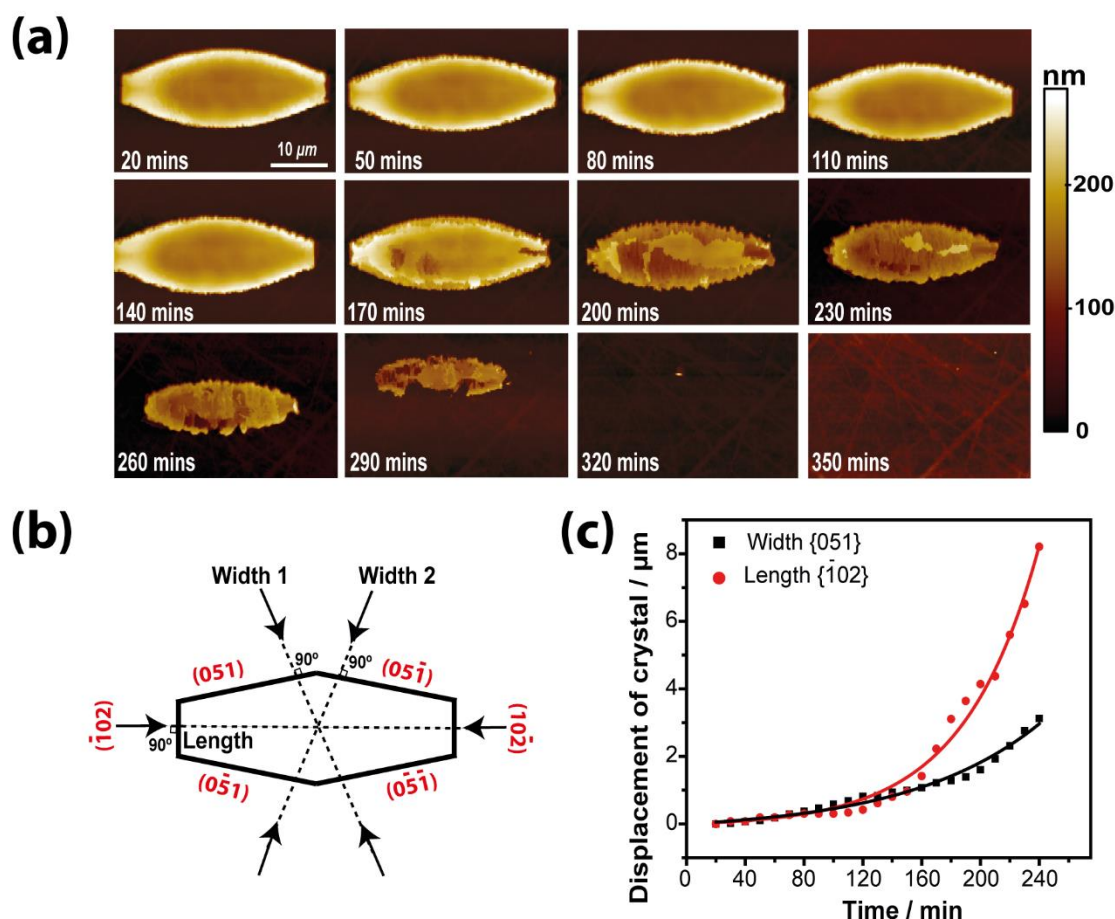 (a)
nm
20 mins
10 μm
50 mins
80 mins
110 mins
200
140 mins
170 mins
200 mins
230 mins
100
260 mins
290 mins
320 mins
350 mins
0
(b)
Width 1 Width 2
90º 90º
(051) (051̅)
(1̅02) 90º Length (102̅)
(05̅1) (05̅1̅)
(c)
Displacement of crystal / μm
Width {051}
Length {1̅02}
8
6
4
2
0
0 40 80 120 160 200 240
Time / min